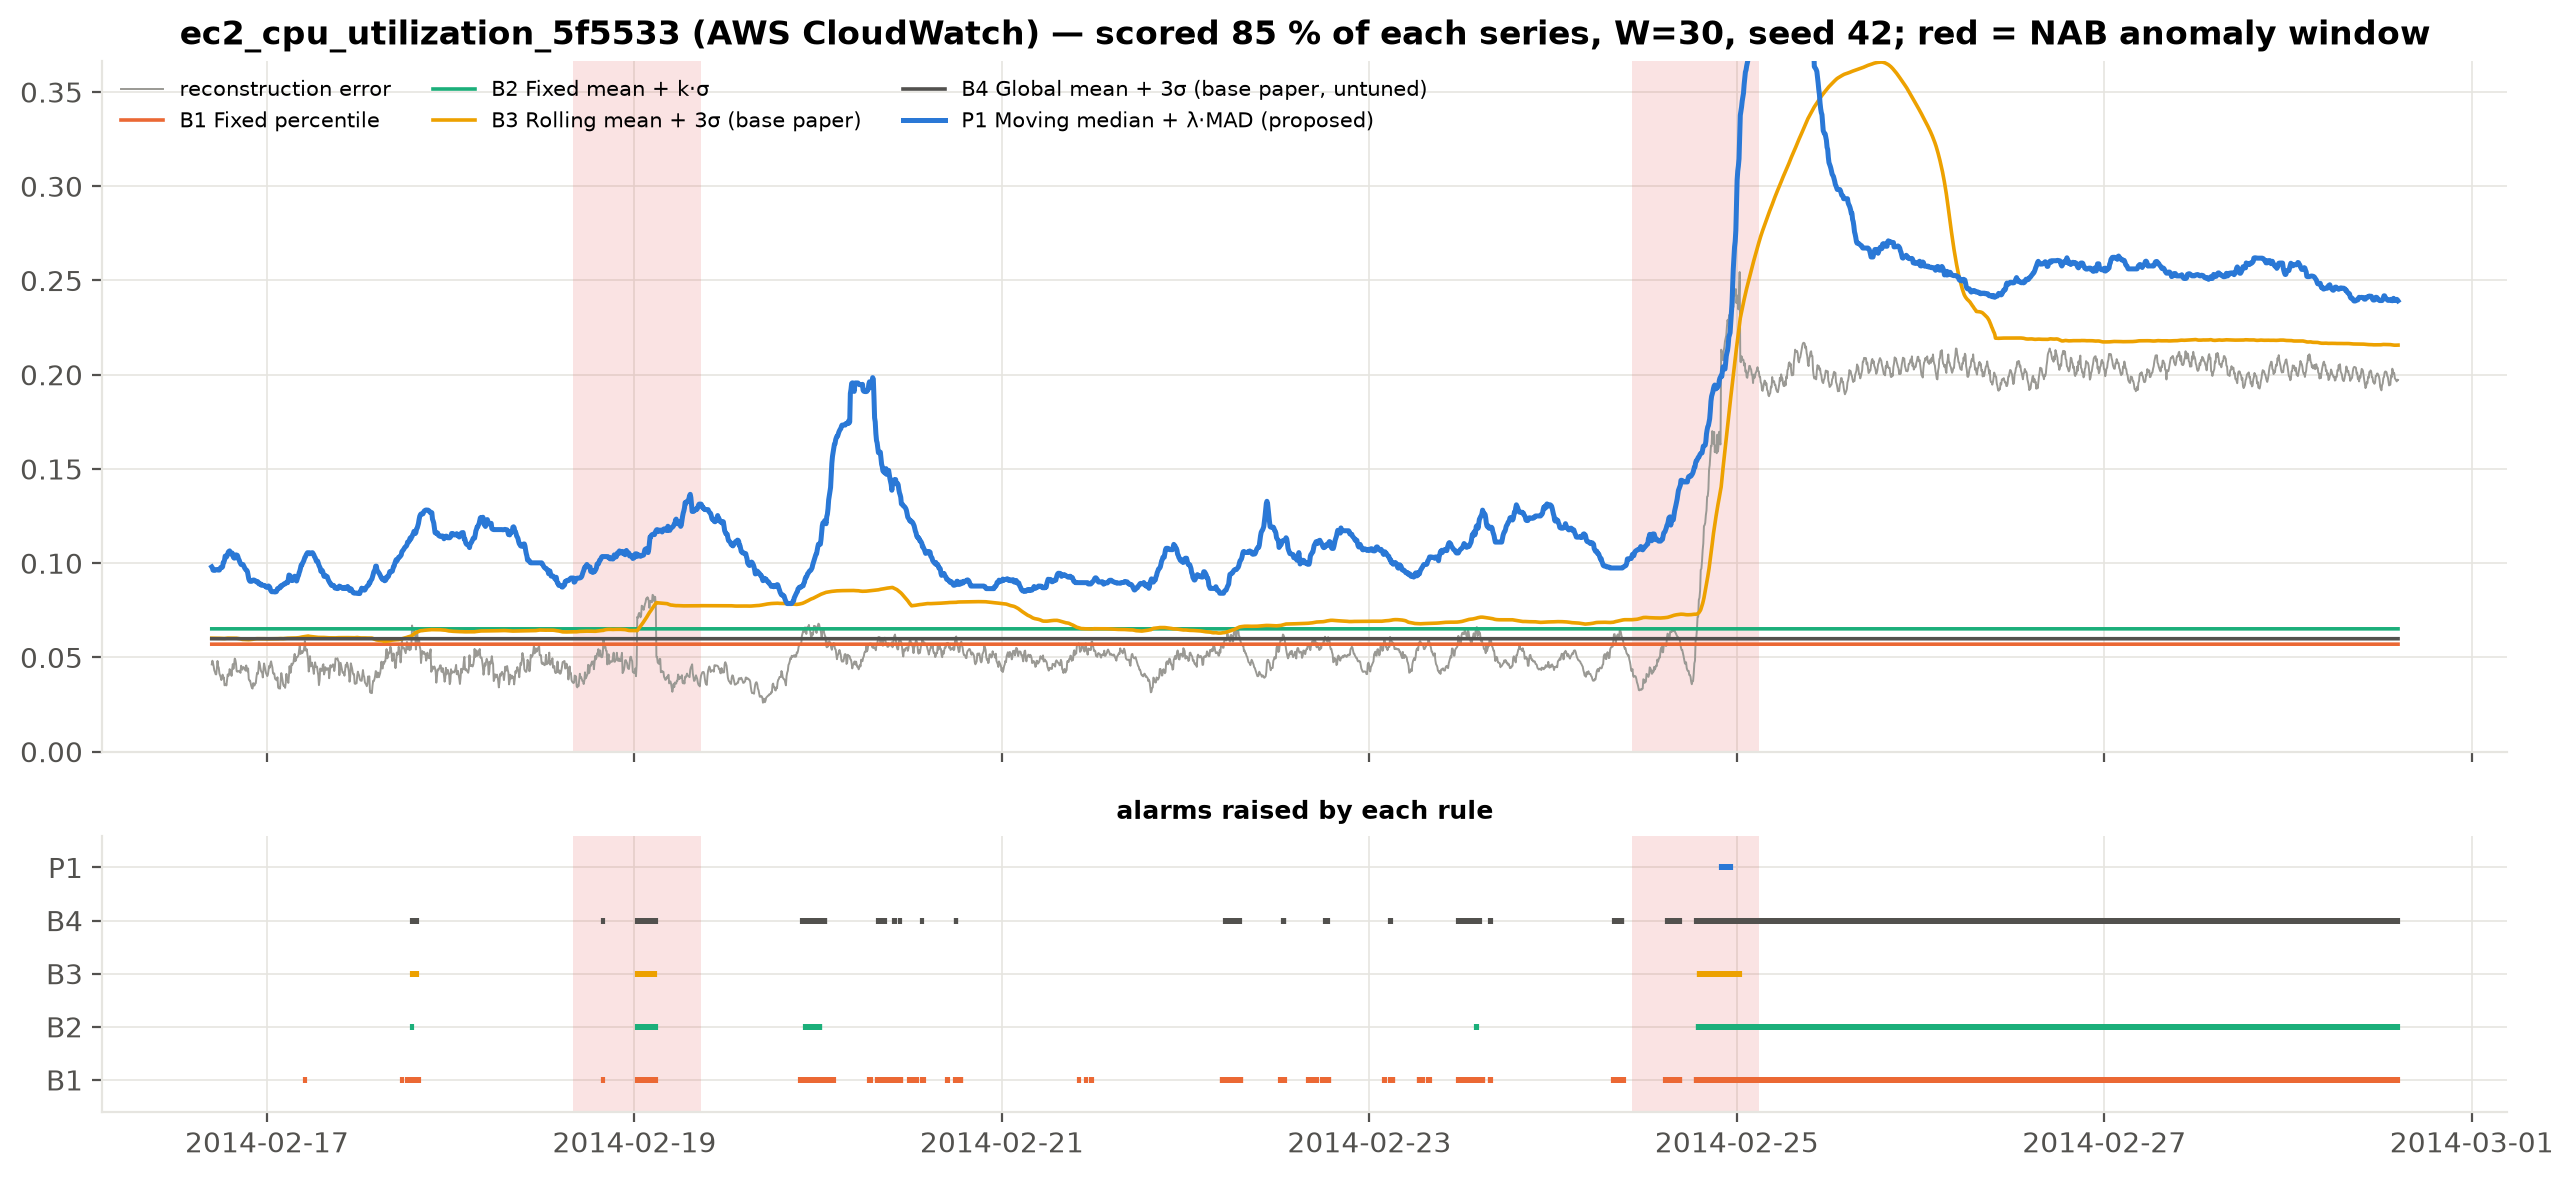 ec2_cpu_utilization_5f5533 (AWS CloudWatch) — scored 85 % of each series, W=30, seed 42; red = NAB anomaly window
reconstruction error
B1 Fixed percentile
B2 Fixed mean + k·σ
B3 Rolling mean + 3σ (base paper)
B4 Global mean + 3σ (base paper, untuned)
P1 Moving median + λ·MAD (proposed)
0.35
0.30
0.25
0.20
0.15
0.10
0.05
0.00
alarms raised by each rule
P1
B4
B3
B2
B1
2014-02-17
2014-02-19
2014-02-21
2014-02-23
2014-02-25
2014-02-27
2014-03-01